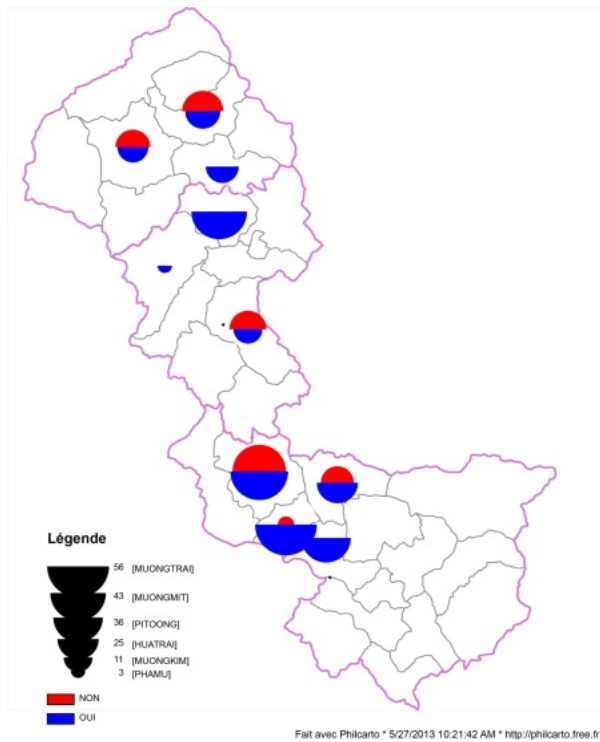 Légende
56 [MUONGTRAI]
43 [MUONGMIT]
36 [PITOONG]
25 [HUATRAI]
11 [MUONGKIM]
3 [PHAMU]
NON
OUI
Fait avec Philcarto * 5/27/2013 10:21:42 AM * http://philcarto.free.fr